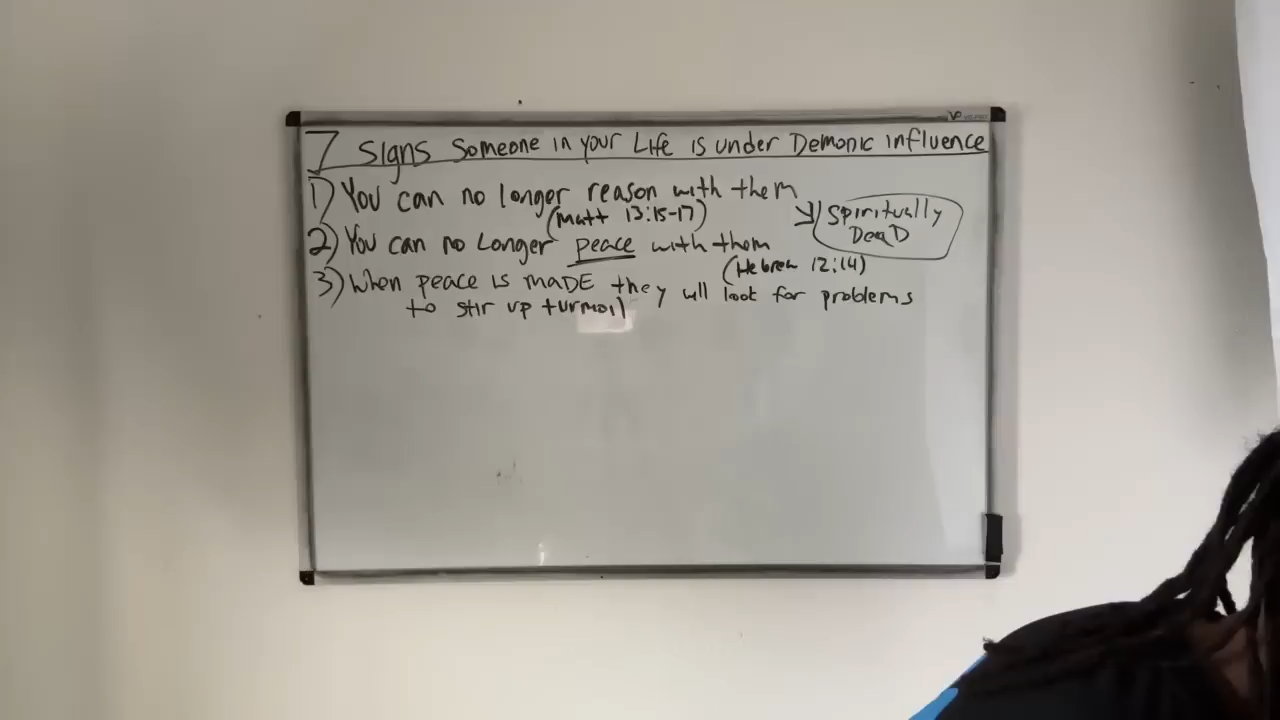 7 Signs Someone in your Life is under Demonic influence
1) You can no longer reason with them
(Matt 13:15-17)
Spiritually
DeaD
2) You can no Longer peace with them
(Hebrew 12:14)
3) When peace is maDE they will look for problems
to stir up turmoil